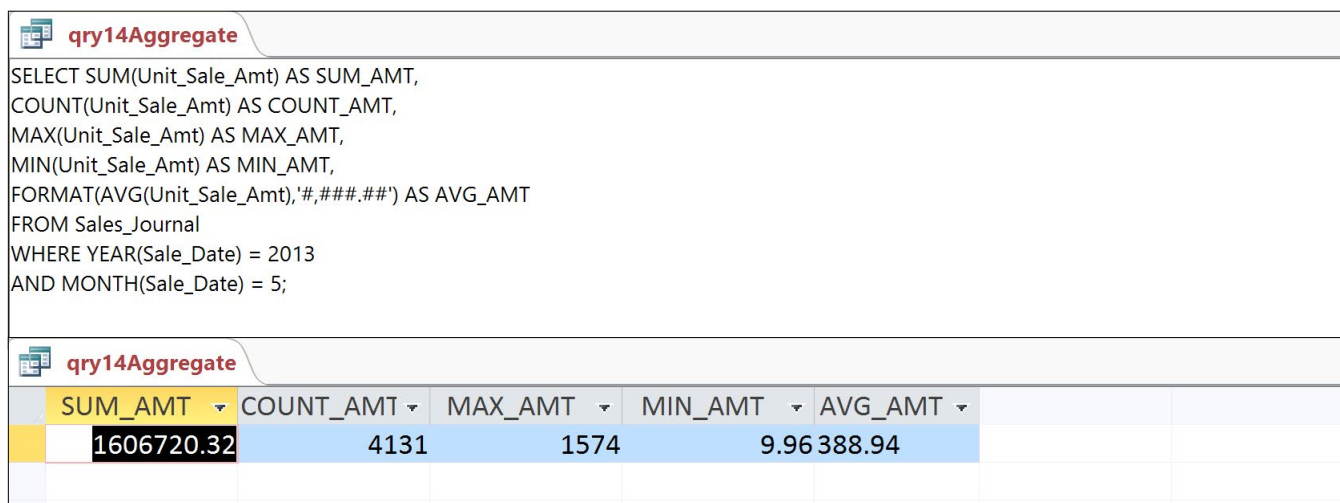 qry14Aggregate
SELECT SUM(Unit_Sale_Amt) AS SUM_AMT,
COUNT(Unit_Sale_Amt) AS COUNT_AMT,
MAX(Unit_Sale_Amt) AS MAX_AMT,
MIN(Unit_Sale_Amt) AS MIN_AMT,
FORMAT(AVG(Unit_Sale_Amt),'#,###.##') AS AVG_AMT
FROM Sales_Journal
WHERE YEAR(Sale_Date) = 2013
AND MONTH(Sale_Date) = 5;
qry14Aggregate
SUM_AMT COUNT_AMT MAX_AMT MIN_AMT AVG_AMT
1606720.32 4131 1574 9.96 388.94